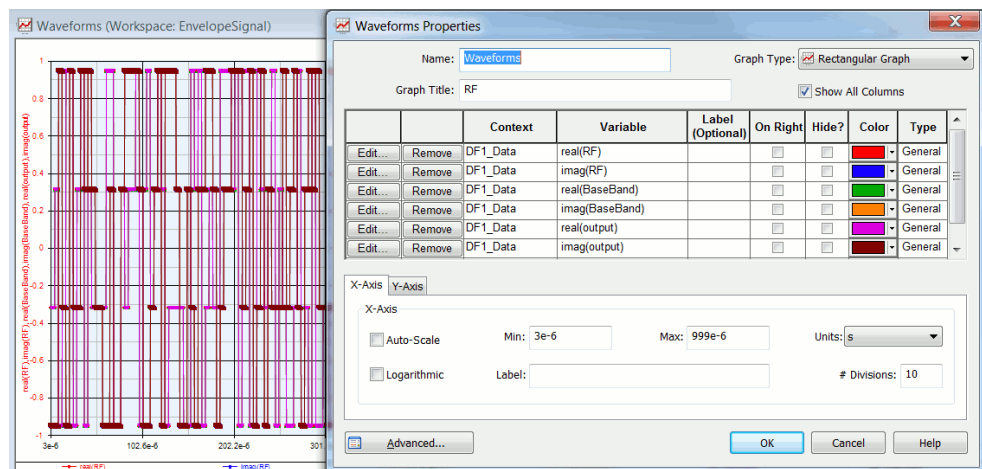 Waveforms (Workspace: EnvelopeSignal)
1
0.8
0.6
0.4
0.2
0
-0.2
-0.4
-0.6
-0.8
-1
real(RF),imag(RF),real(BaseBand),imag(BaseBand), real(output),imag(output)
3e-6 102.6e-6 202.2e-6 301.
real(RF) imag(RF)
Waveforms Properties
Name: Waveforms Graph Type: Rectangular Graph
Graph Title: RF Show All Columns
Context Variable Label (Optional) On Right Hide? Color Type
Edit... Remove DF1_Data real(RF) General
Edit... Remove DF1_Data imag(RF) General
Edit... Remove DF1_Data real(BaseBand) General
Edit... Remove DF1_Data imag(BaseBand) General
Edit... Remove DF1_Data real(output) General
Edit... Remove DF1_Data imag(output) General
X-Axis Y-Axis
X-Axis
Auto-Scale Min: 3e-6 Max: 999e-6 Units: s
Logarithmic Label: # Divisions: 10
Advanced... OK Cancel Help